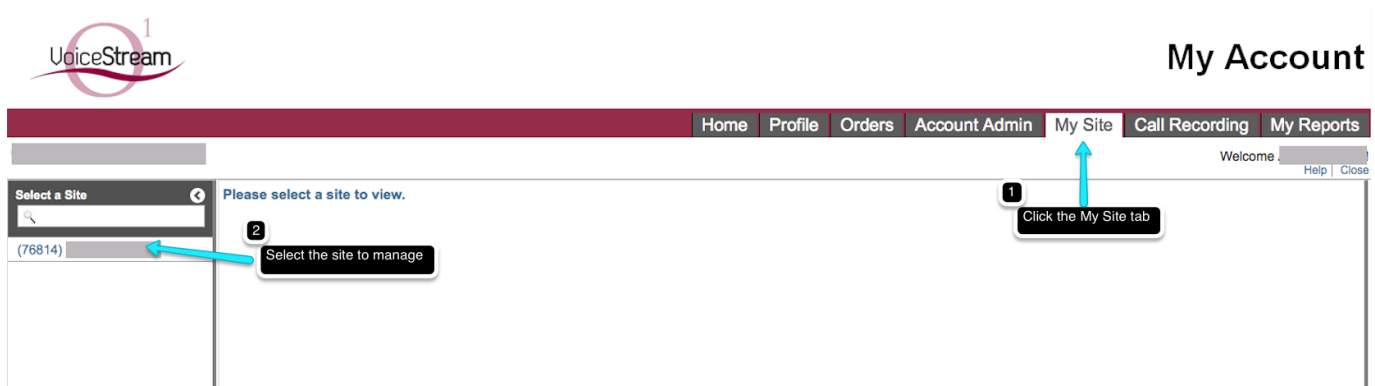 1
VoiceStream
My Account
Home Profile Orders Account Admin My Site Call Recording My Reports
Welcome
Help | Close
Select a Site
Please select a site to view.
1
Click the My Site tab
2
(76814)
Select the site to manage